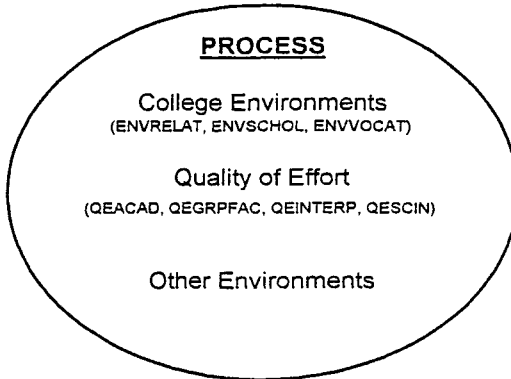 PROCESS
College Environments
(ENVRELAT, ENVSCHOL, ENVVOCAT)
Quality of Effort
(QEACAD, QEGRPFAC, QEINTERP, QESCIN)
Other Environments